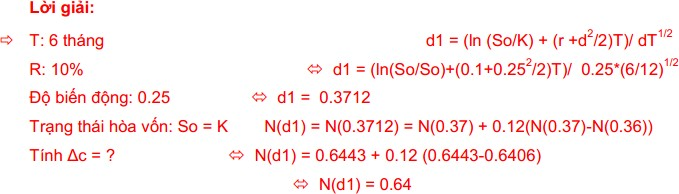 Lời giải:
⇨ T: 6 tháng d1 = (ln (So/K) + (r +d²/2)T)/ dT^1/2
R: 10% ⇔ d1 = (ln(So/So)+(0.1+0.25²/2)T)/ 0.25*(6/12)^1/2
Độ biến động: 0.25 ⇔ d1 = 0.3712
Trạng thái hòa vốn: So = K N(d1) = N(0.3712) = N(0.37) + 0.12(N(0.37)-N(0.36))
Tính Δc = ? ⇔ N(d1) = 0.6443 + 0.12 (0.6443-0.6406)
⇔ N(d1) = 0.64